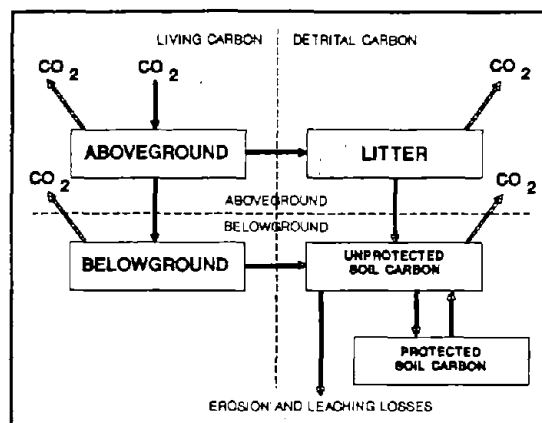 LIVING CARBON
DETRITAL CARBON
CO2
CO2
CO2
ABOVEGROUND
LITTER
CO2
ABOVEGROUND
CO2
BELOWGROUND
BELOWGROUND
UNPROTECTED
SOIL CARBON
PROTECTED
SOIL CARBON
EROSION AND LEACHING LOSSES